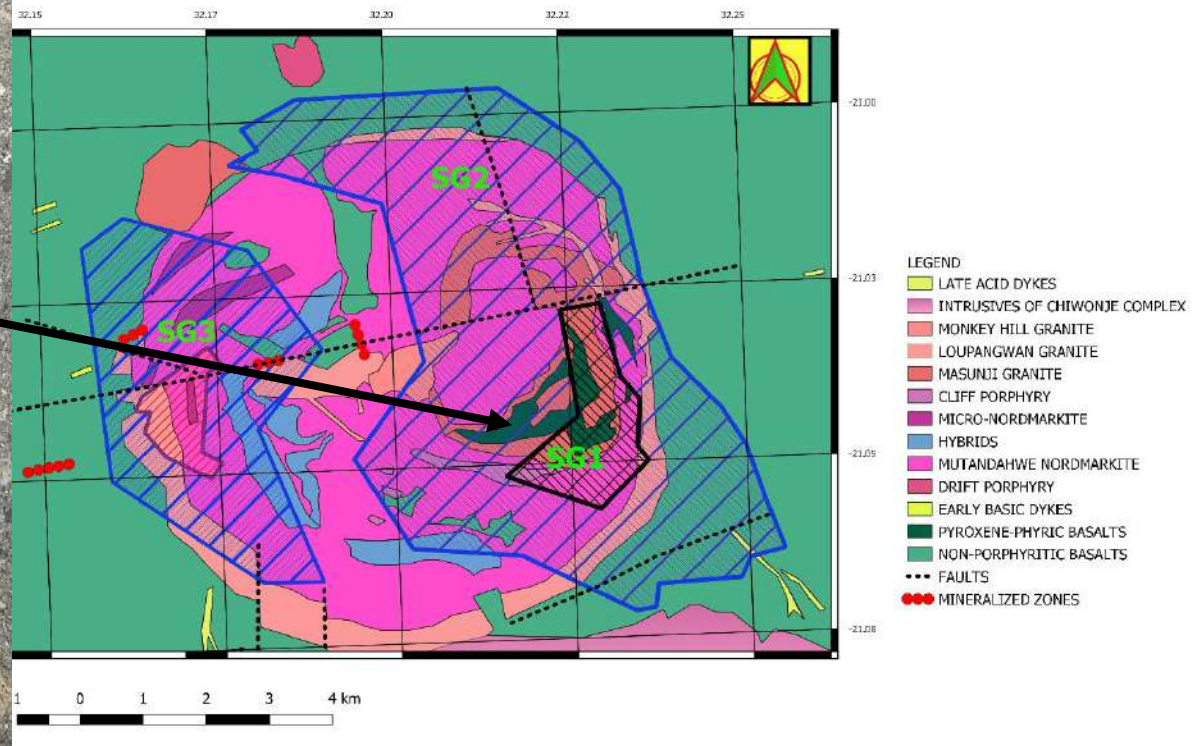 32.15 32.17 32.20 32.22 32.25
-21.00
SG2
-21.03
SG3
SG1
-21.05
-21.08
LEGEND
LATE ACID DYKES
INTRUSIVES OF CHIWONJE COMPLEX
MONKEY HILL GRANITE
LOUPANGWAN GRANITE
MASUNJI GRANITE
CLIFF PORPHYRY
MICRO-NORDMARKITE
HYBRIDS
MUTANDAHWE NORDMARKITE
DRIFT PORPHYRY
EARLY BASIC DYKES
PYROXENE-PHYRIC BASALTS
NON-PORPHYRITIC BASALTS
FAULTS
MINERALIZED ZONES
1 0 1 2 3 4 km